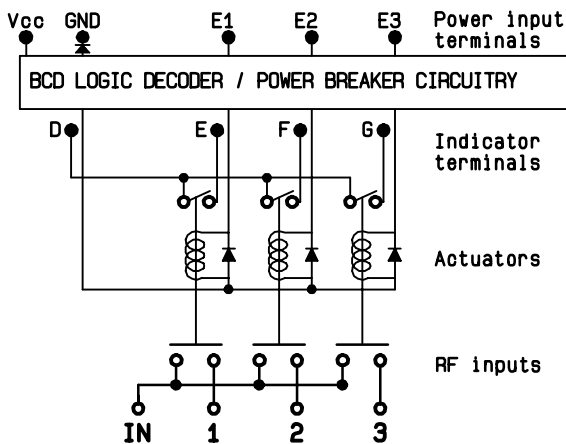 Vcc GND E1 E2 E3 Power input
terminals
BCD LOGIC DECODER / POWER BREAKER CIRCUITRY
D E F G Indicator
terminals
Actuators
RF inputs
IN 1 2 3